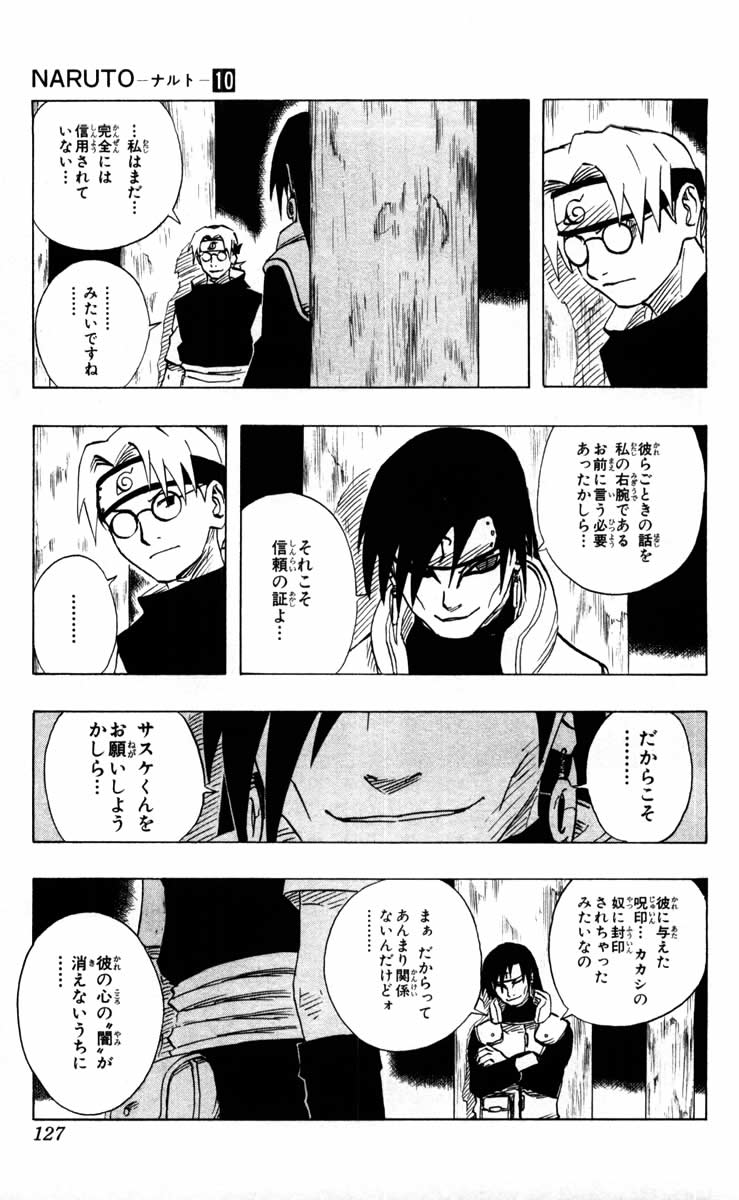 NARUTO―ナルト―10
…私はまだ…
完全には
信用されて
いない…
………
みたいですね
彼らごときの話を
私の右腕である
お前に言う必要
あったかしら…
それこそ
信頼の証よ…
………
だからこそ
………
サスケくんを
お願いしよう
かしら…
彼に与えた
呪印…カカシの
奴に封印
されちゃった
みたいなの
まぁ だからって
あんまり関係
ないんだけどォ
………
彼の心の〝闇〟が
消えないうちに
……
127